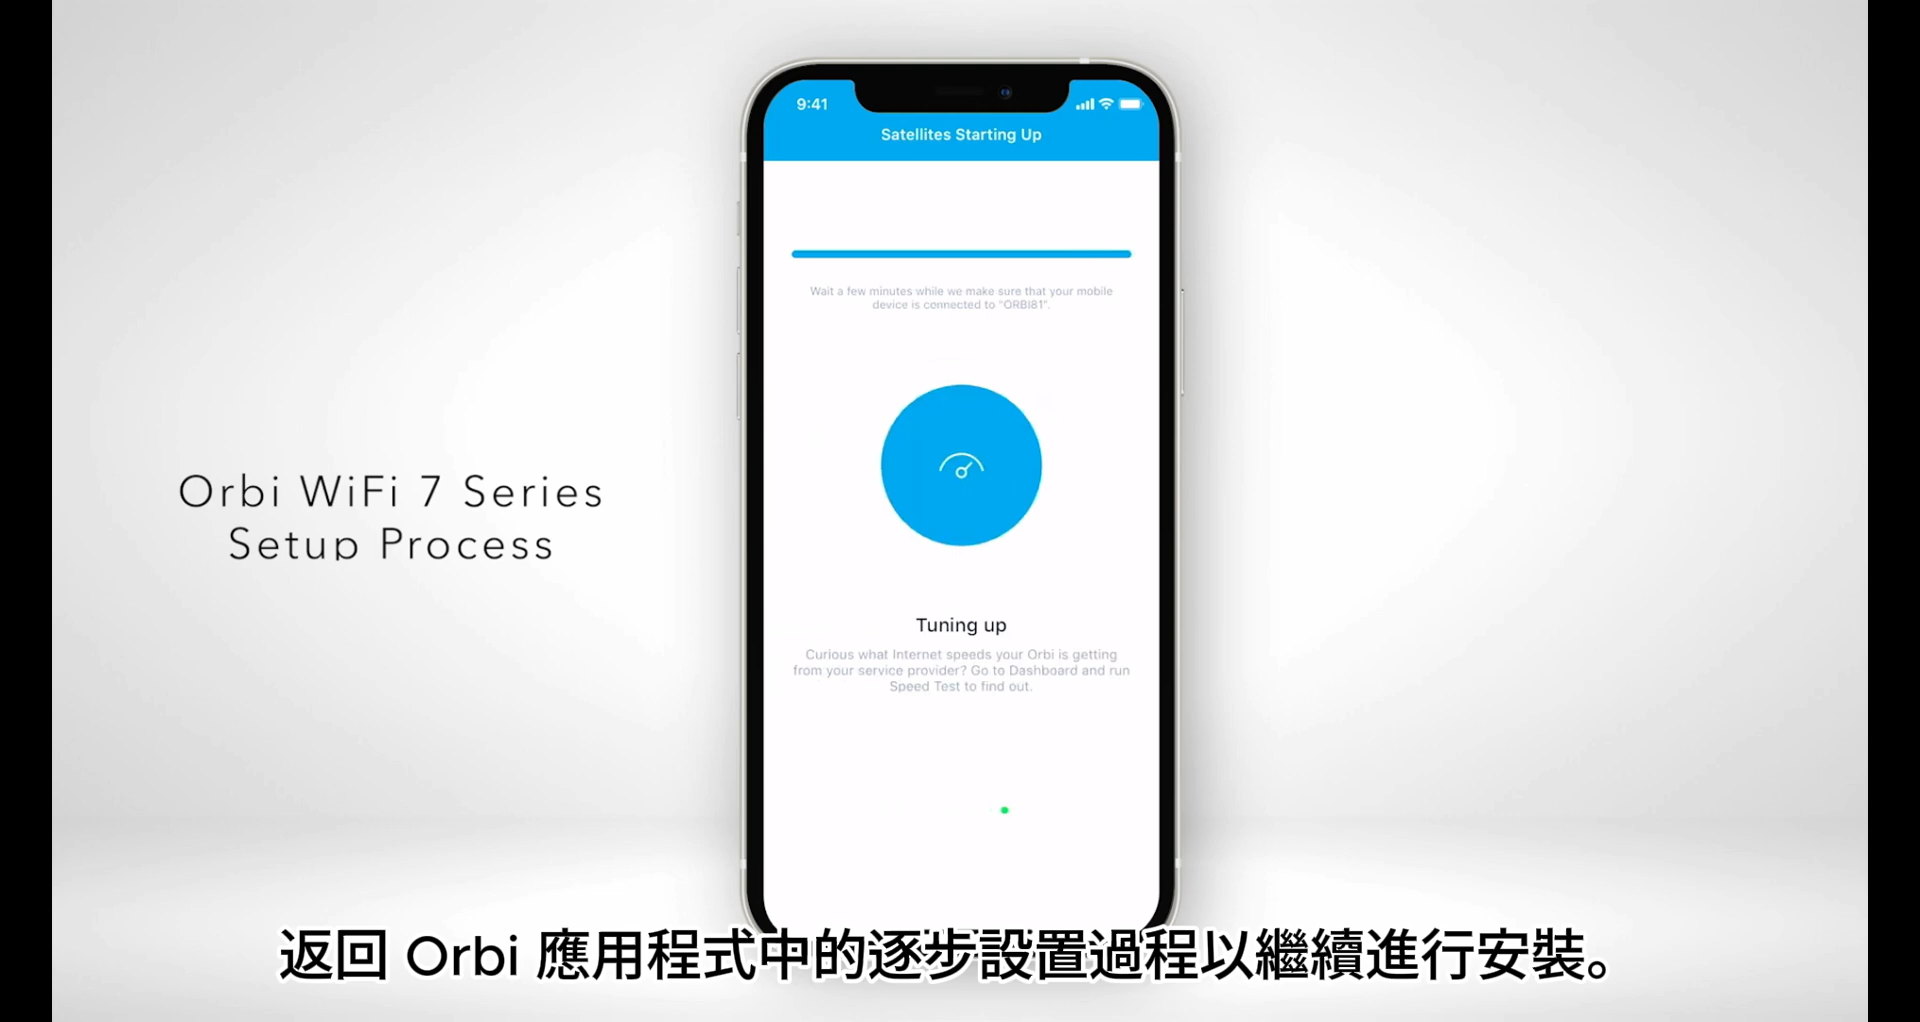 9:41
Satellites Starting Up
Wait a few minutes while we make sure that your mobile
device is connected to "ORBI81".
Orbi WiFi 7 Series
Setup Process
Tuning up
Curious what Internet speeds your Orbi is getting
from your service provider? Go to Dashboard and run
Speed Test to find out.
返回 Orbi 應用程式中的逐步設置過程以繼續進行安裝。